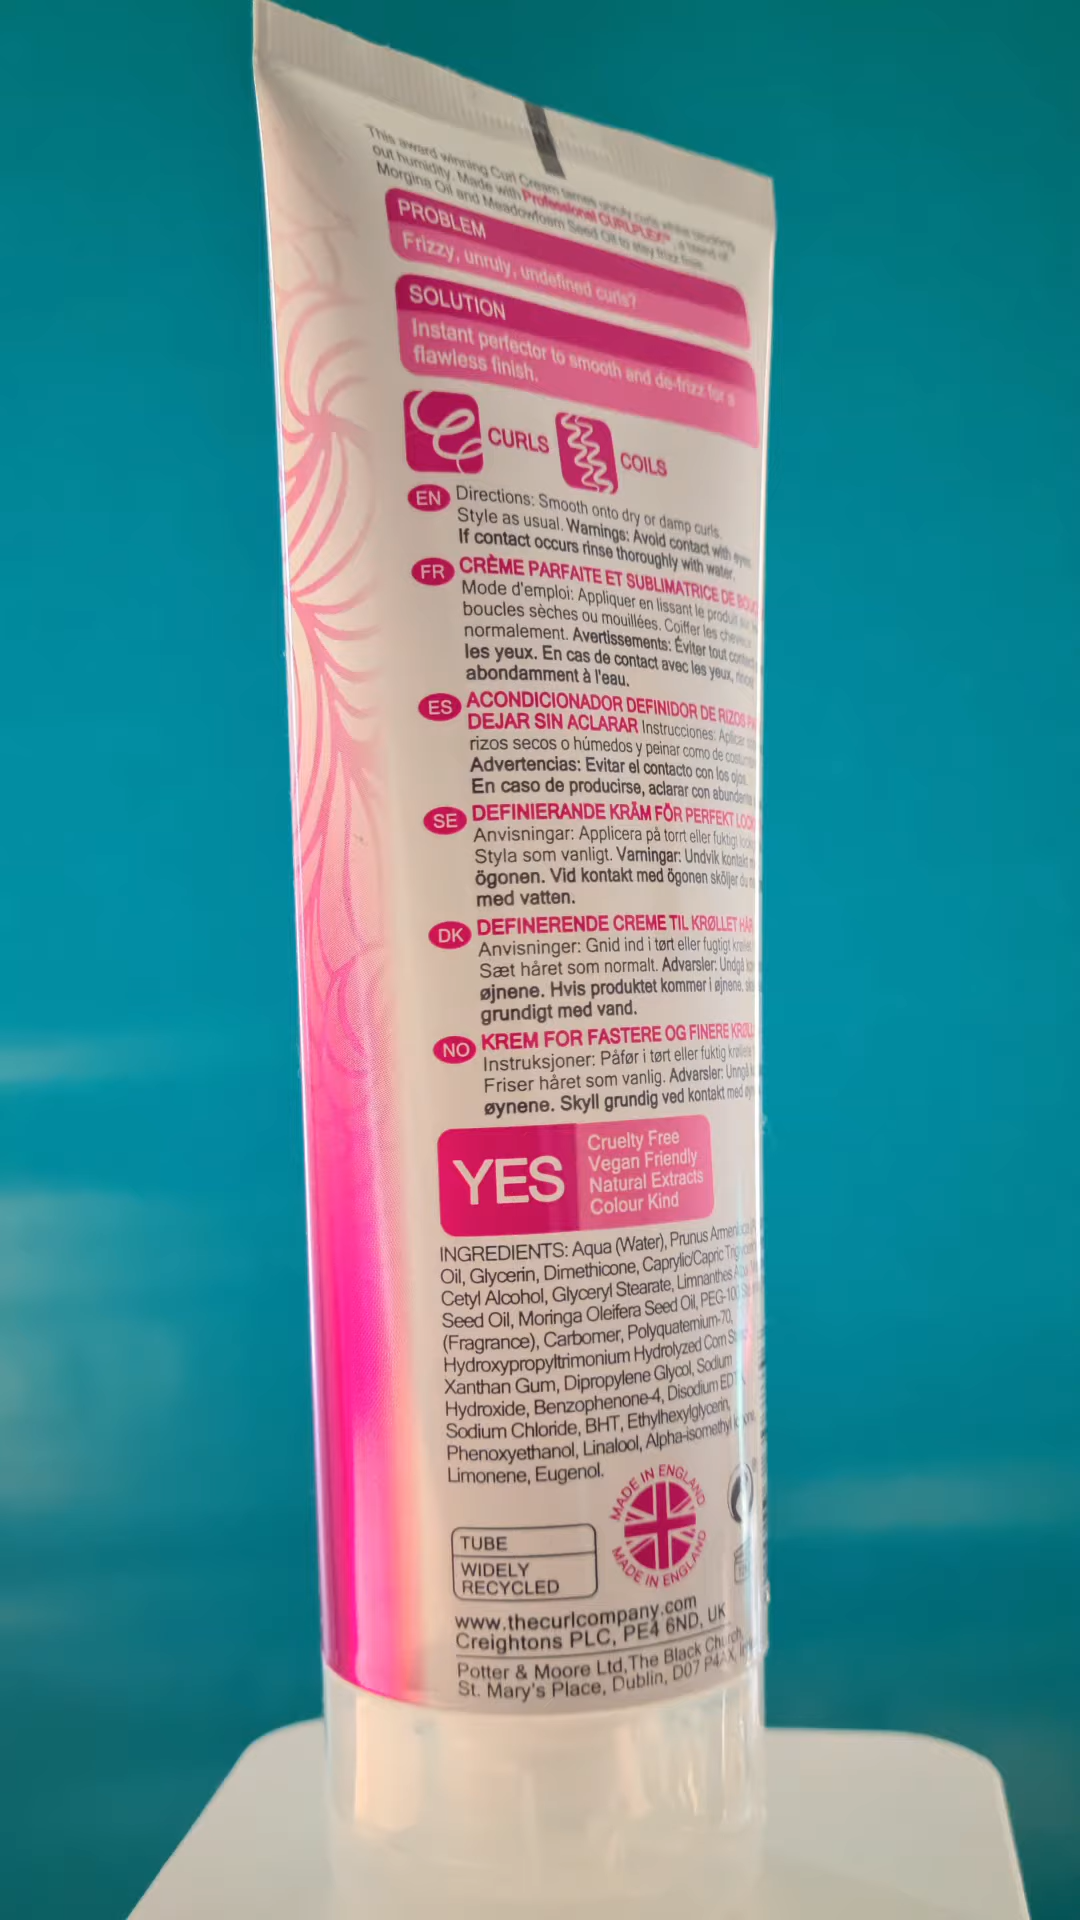 This award winning Curl Cream tames unruly curls whilst blocking
out humidity. Made with Professional CURLPLEX™, a blend of
Morgina Oil and Meadowfoam Seed Oil to stay frizz free.
PROBLEM
Frizzy, unruly, undefined curls?
SOLUTION
Instant perfector to smooth and de-frizz for a
flawless finish.
CURLS
COILS
EN Directions: Smooth onto dry or damp curls.
Style as usual. Warnings: Avoid contact with eyes.
If contact occurs rinse thoroughly with water.
FR CRÈME PARFAITE ET SUBLIMATRICE DE
Mode d'emploi: Appliquer en lissant le produit sur
boucles sèches ou mouillées. Coiffer les cheveux
normalement. Avertissements: Éviter tout
les yeux. En cas de contact avec les yeux, rincer
abondamment à l'eau.
ES ACONDICIONADOR DEFINIDOR DE RIZOS
DEJAR SIN ACLARAR Instrucciones: Aplicar
rizos secos o húmedos y peinar como de
Advertencias: Evitar el contacto con los ojos.
En caso de producirse, aclarar con
SE DEFINIERANDE KRÄM FÖR PERFEKT
Anvisningar: Applicera på torrt eller fuktigt
Styla som vanligt. Varningar: Undvik kontakt
ögonen. Vid kontakt med ögonen sköljer du
med vatten.
DK DEFINERENDE CREME TIL KRØLLET HÅR
Anvisninger: Gnid ind i tørt eller fugtigt
Sæt håret som normalt. Advarsler: Undgå
øjnene. Hvis produktet kommer i øjnene,
grundigt med vand.
NO KREM FOR FASTERE OG FINERE
Instruksjoner: Påfør i tørt eller fuktig
Friser håret som vanlig. Advarsler: Unngå
øynene. Skyll grundig ved kontakt med
YES
Cruelty Free
Vegan Friendly
Natural Extracts
Colour Kind
INGREDIENTS: Aqua (Water), Prunus
Oil, Glycerin, Dimethicone, Caprylic/Capric
Cetyl Alcohol, Glyceryl Stearate, Limnanthes
Seed Oil, Moringa Oleifera Seed Oil,
(Fragrance), Carbomer, Polyquaternium-70,
Hydroxypropyltrimonium Hydrolyzed Corn
Xanthan Gum, Dipropylene Glycol, Sodium
Hydroxide, Benzophenone-4, Disodium
Sodium Chloride, BHT, Ethylhexylglycerin,
Phenoxyethanol, Linalool,
Limonene, Eugenol.
MADE IN ENGLAND
MADE IN ENGLAND
TUBE
WIDELY
RECYCLED
www.thecurlcompany.com
Creightons PLC, PE4 6ND, UK
Potter & Moore Ltd,The Black Church,
St. Mary's Place, Dublin, D07 P4AX,